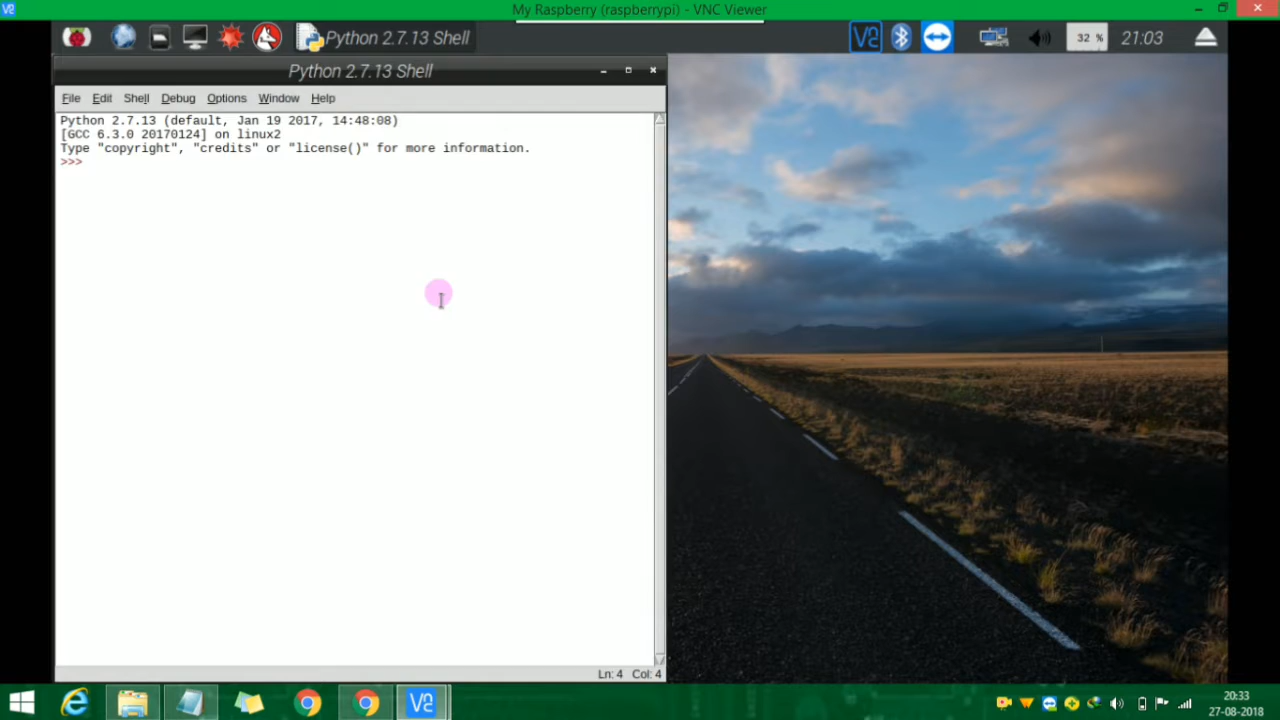 My Raspberry (raspberrypi) - VNC Viewer
Python 2.7.13 Shell
32 %
21:03
Python 2.7.13 Shell
File Edit Shell Debug Options Window Help
Python 2.7.13 (default, Jan 19 2017, 14:48:08)
[GCC 6.3.0 20170124] on linux2
Type "copyright", "credits" or "license()" for more information.
>>>
Ln: 4 Col: 4
20:33
27-08-2018